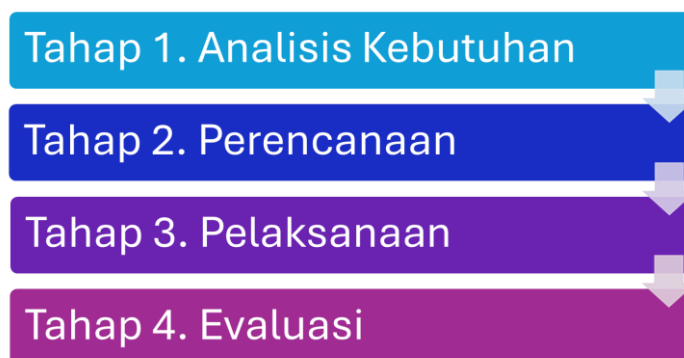 Tahap 1. Analisis Kebutuhan
Tahap 2. Perencanaan
Tahap 3. Pelaksanaan
Tahap 4. Evaluasi